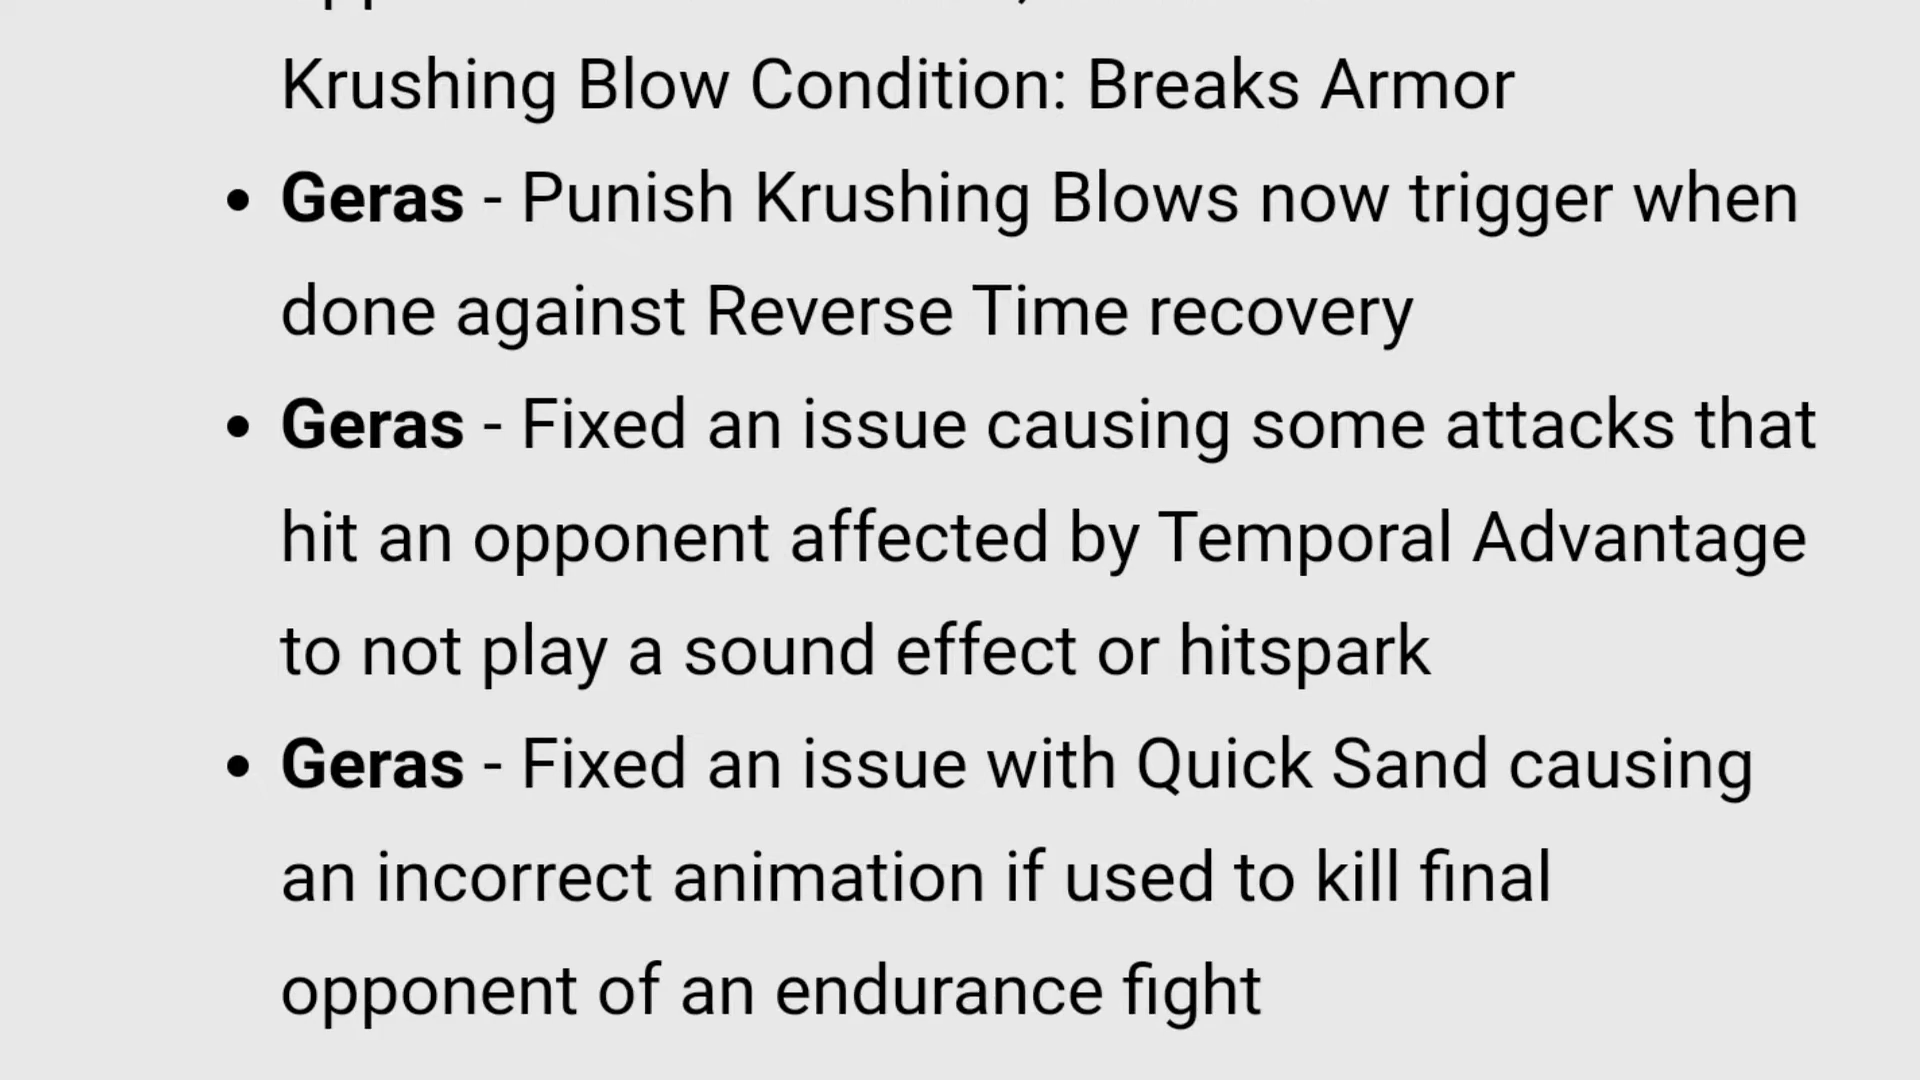 Krushing Blow Condition: Breaks Armor
• Geras - Punish Krushing Blows now trigger when
done against Reverse Time recovery
• Geras - Fixed an issue causing some attacks that
hit an opponent affected by Temporal Advantage
to not play a sound effect or hitspark
• Geras - Fixed an issue with Quick Sand causing
an incorrect animation if used to kill final
opponent of an endurance fight